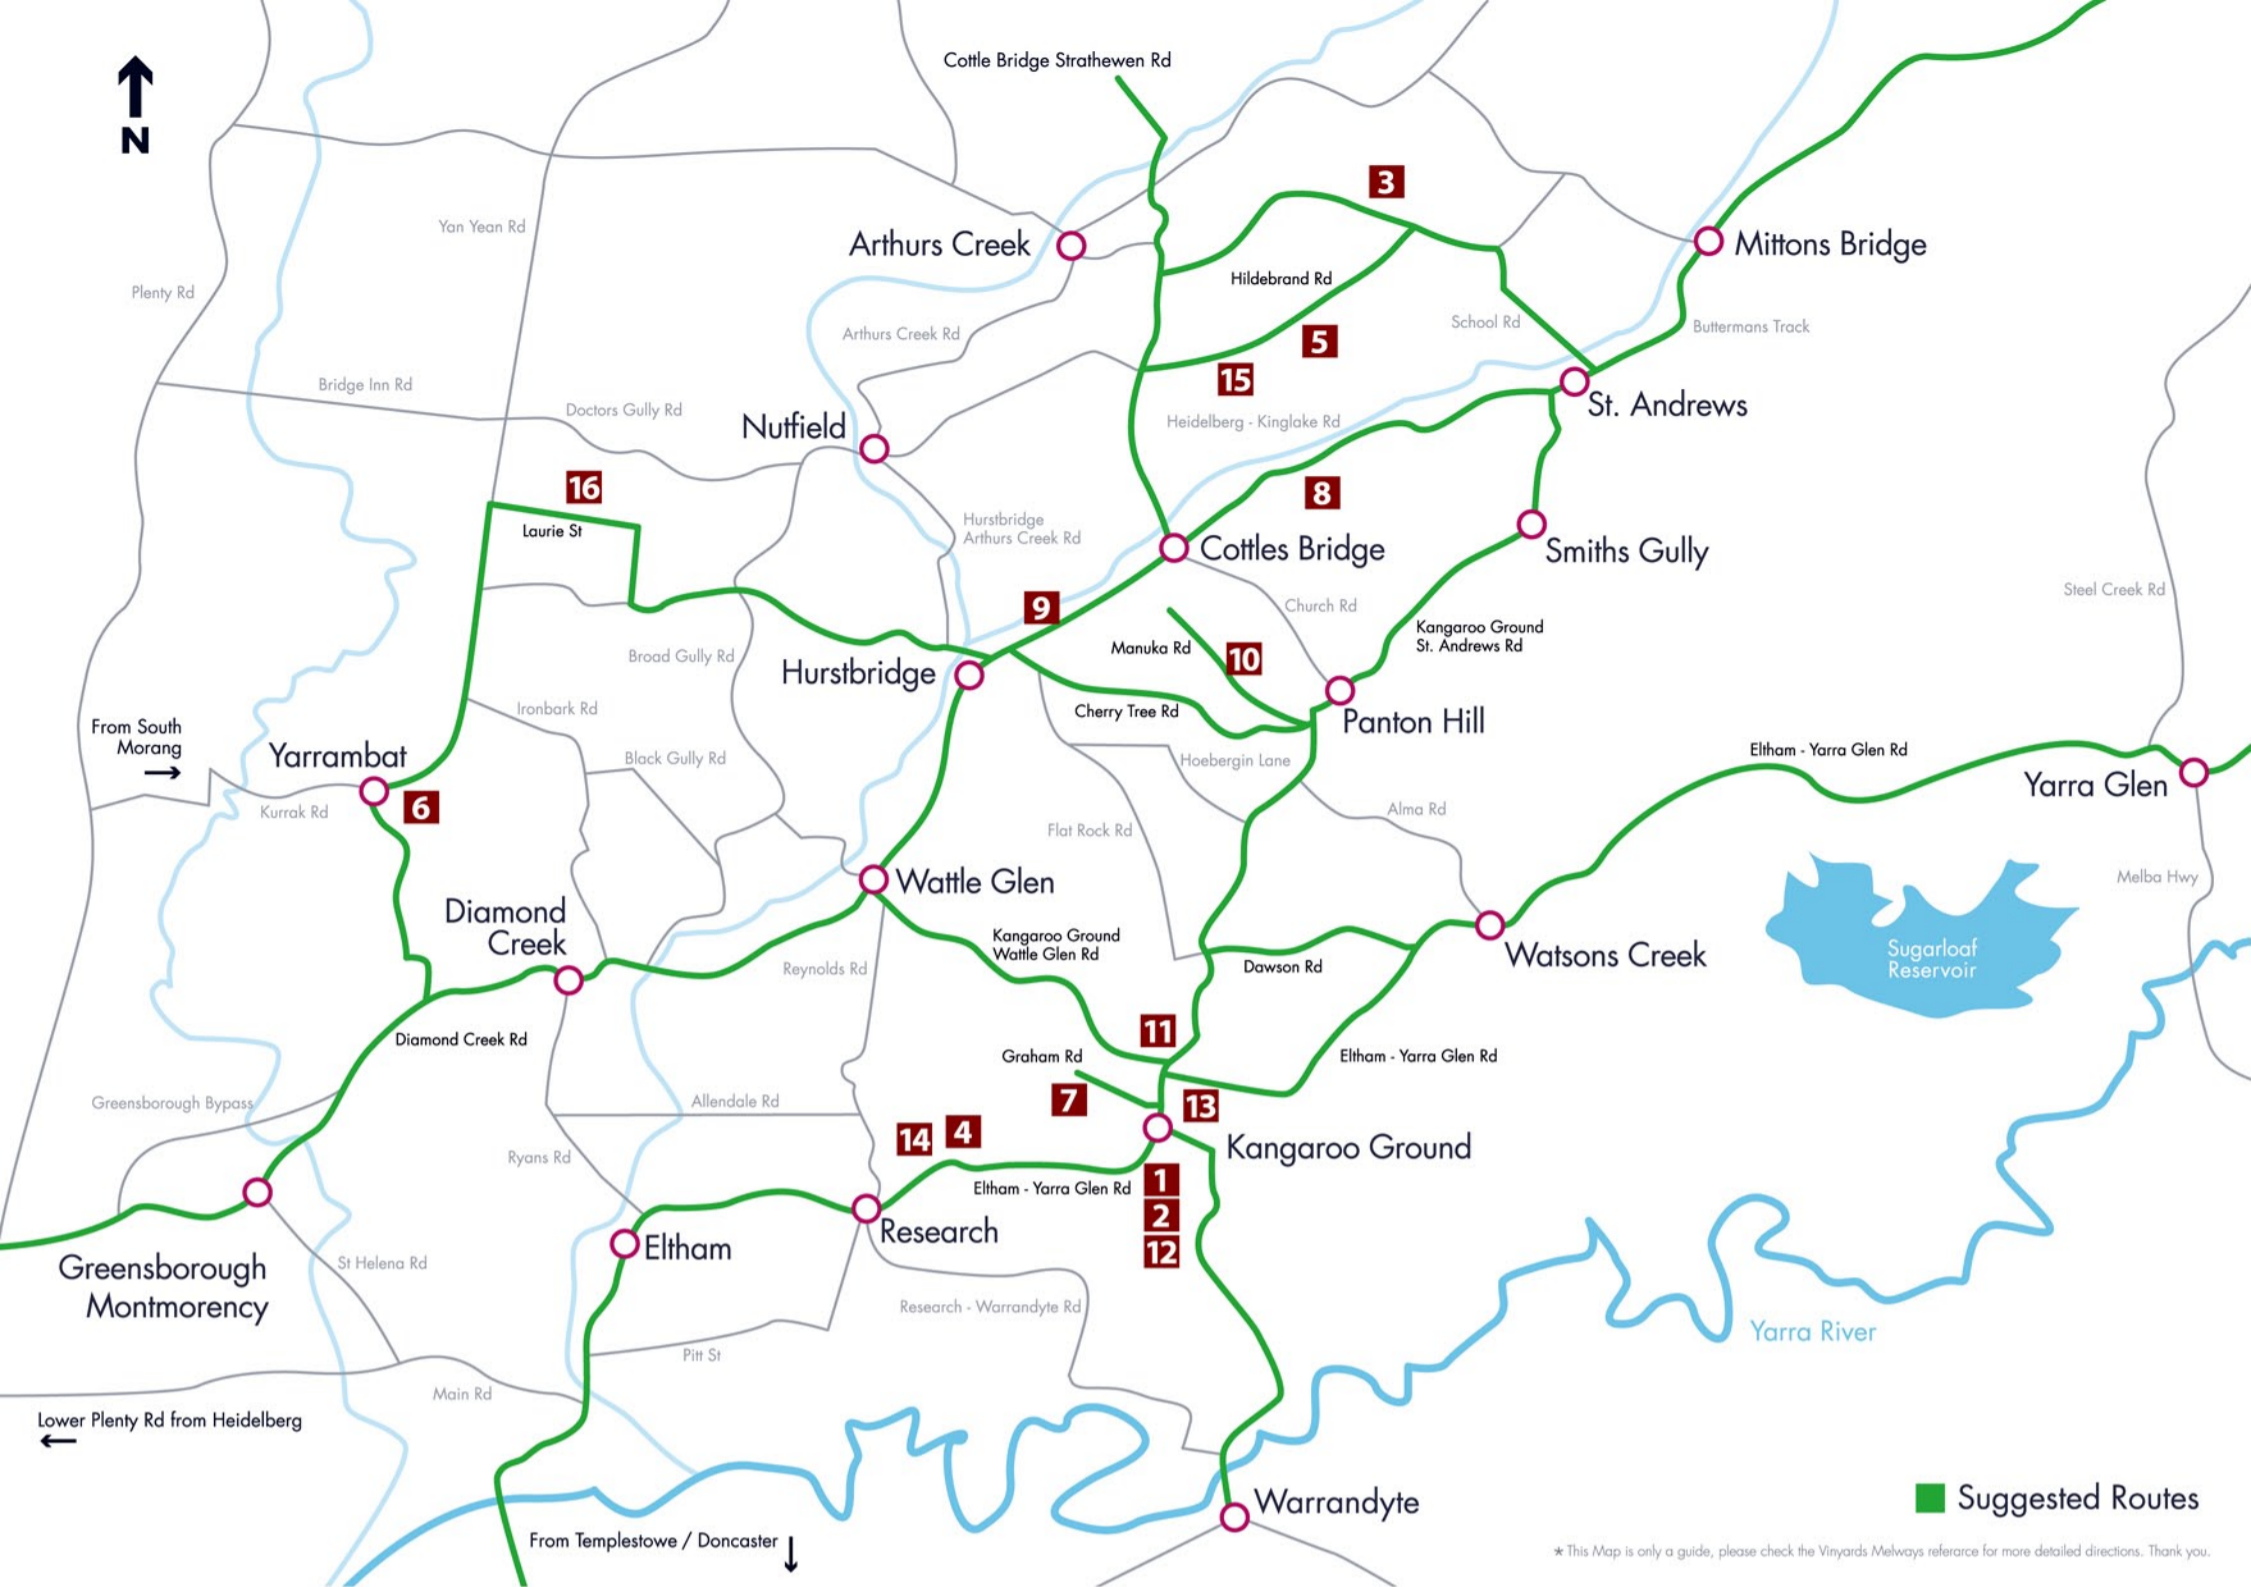 Cottle Bridge Strathewen Rd
N
3
Yan Yean Rd
Arthurs Creek
Mittons Bridge
Hildebrand Rd
Plenty Rd
School Rd
Buttermans Track
Arthurs Creek Rd
5
15
Bridge Inn Rd
Doctors Gully Rd
St. Andrews
Nutfield
Heidelberg - Kinglake Rd
16
8
Laurie St
Hurstbridge
Arthurs Creek Rd
Cottles Bridge
Smiths Gully
Steel Creek Rd
9
Church Rd
Kangaroo Ground
St. Andrews Rd
Manuka Rd
10
Broad Gully Rd
Hurstbridge
Ironbark Rd
Cherry Tree Rd
Panton Hill
From South
Morang
Yarrambat
Black Gully Rd
Hoebergin Lane
Eltham - Yarra Glen Rd
Yarra Glen
Kurrak Rd
6
Alma Rd
Flat Rock Rd
Wattle Glen
Melba Hwy
Diamond
Creek
Kangaroo Ground
Wattle Glen Rd
Watsons Creek
Sugarloaf
Reservoir
Reynolds Rd
Dawson Rd
Diamond Creek Rd
11
Graham Rd
Eltham - Yarra Glen Rd
Greensborough Bypass
Allendale Rd
7
13
14
4
Kangaroo Ground
Ryans Rd
Eltham - Yarra Glen Rd
1
2
12
Research
Eltham
Greensborough
Montmorency
St Helena Rd
Research - Warrandyte Rd
Yarra River
Pitt St
Main Rd
Lower Plenty Rd from Heidelberg
Warrandyte
Suggested Routes
From Templestowe / Doncaster
* This Map is only a guide, please check the Vinyards Melways referarce for more detailed directions. Thank you.